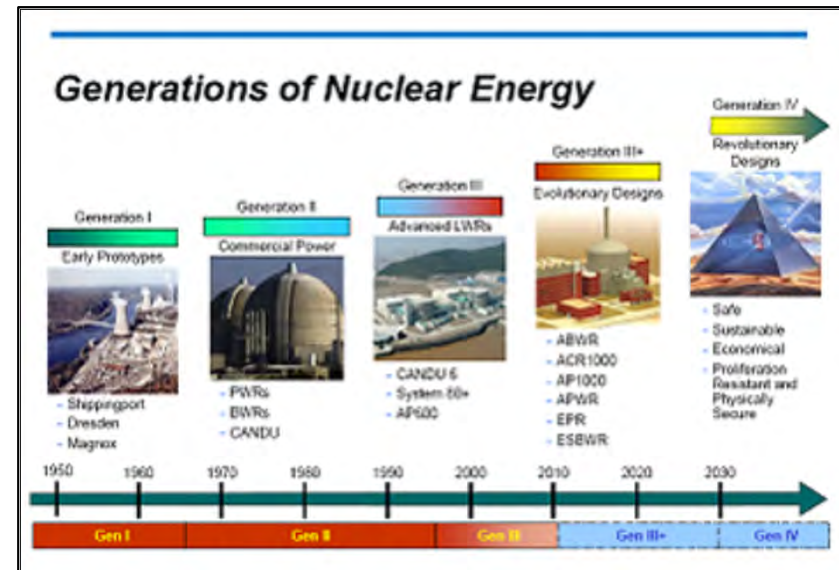 Generations of Nuclear Energy
Generation I
Early Prototypes
- Shippingport
- Dresden
- Magnox
Generation II
Commercial Power
- PWRs
- BWRs
- CANDU
Generation III
Advanced LWRs
- CANDU 6
- System 80+
- AP600
Generation III+
Evolutionary Designs
- ABWR
- ACR1000
- AP1000
- APWR
- EPR
- ESBWR
Generation IV
Revolutionary
Designs
- Safe
- Sustainable
- Economical
- Proliferation
Resistant and
Physically
Secure
1950 1960 1970 1980 1990 2000 2010 2020 2030
Gen I Gen II Gen III Gen III+ Gen IV